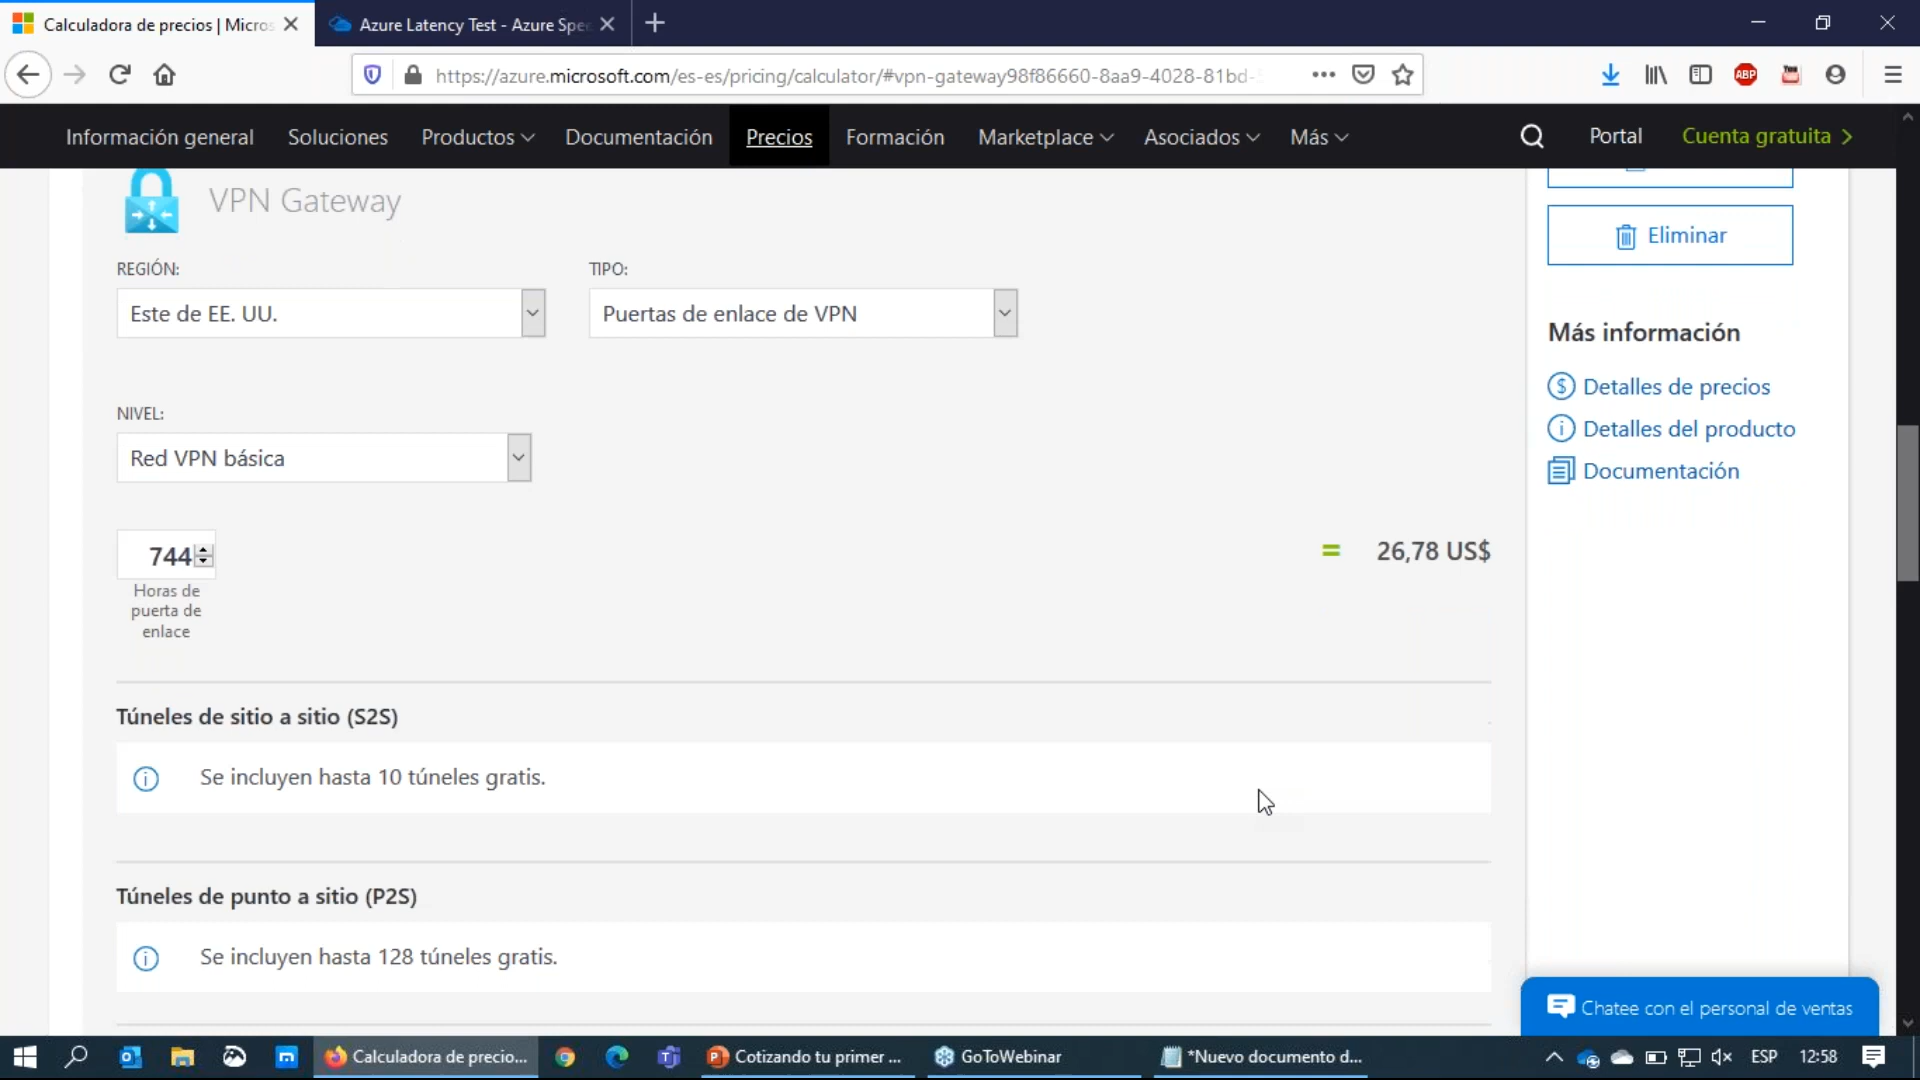 Calculadora de precios | Micros
Azure Latency Test - Azure Spee
https://azure.microsoft.com/es-es/pricing/calculator/#vpn-gateway98f86660-8aa9-4028-81bd-
ABP
Información general
Soluciones
Productos
Documentación
Precios
Formación
Marketplace
Asociados
Más
Portal
Cuenta gratuita
VPN Gateway
Eliminar
REGIÓN:
TIPO:
Este de EE. UU.
Puertas de enlace de VPN
Más información
Detalles de precios
Detalles del producto
Documentación
NIVEL:
Red VPN básica
744
= 26,78 US$
Horas de
puerta de
enlace
Túneles de sitio a sitio (S2S)
Se incluyen hasta 10 túneles gratis.
Túneles de punto a sitio (P2S)
Se incluyen hasta 128 túneles gratis.
Chatee con el personal de ventas
Calculadora de precio...
Cotizando tu primer ...
GoToWebinar
*Nuevo documento d...
ESP
12:58